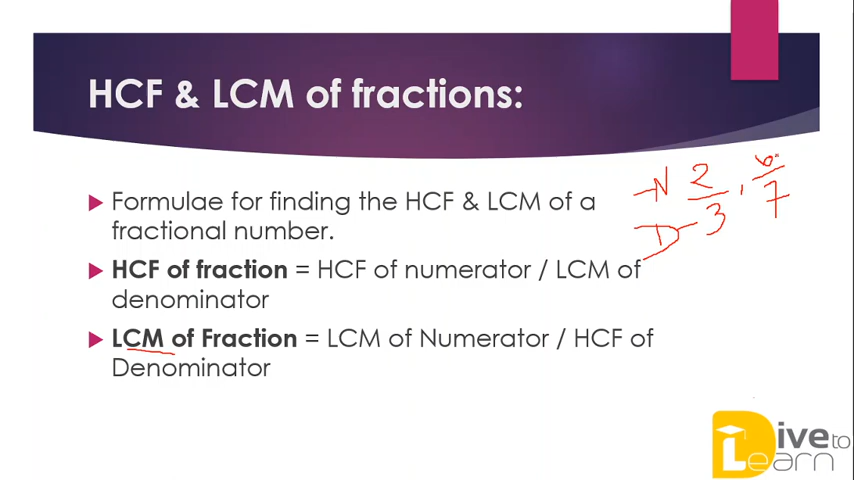 HCF & LCM of fractions:
Formulae for finding the HCF & LCM of a
fractional number.
HCF of fraction = HCF of numerator / LCM of
denominator
LCM of Fraction = LCM of Numerator / HCF of
Denominator
N 2/3 , 6/7
D
Dive to
Learn